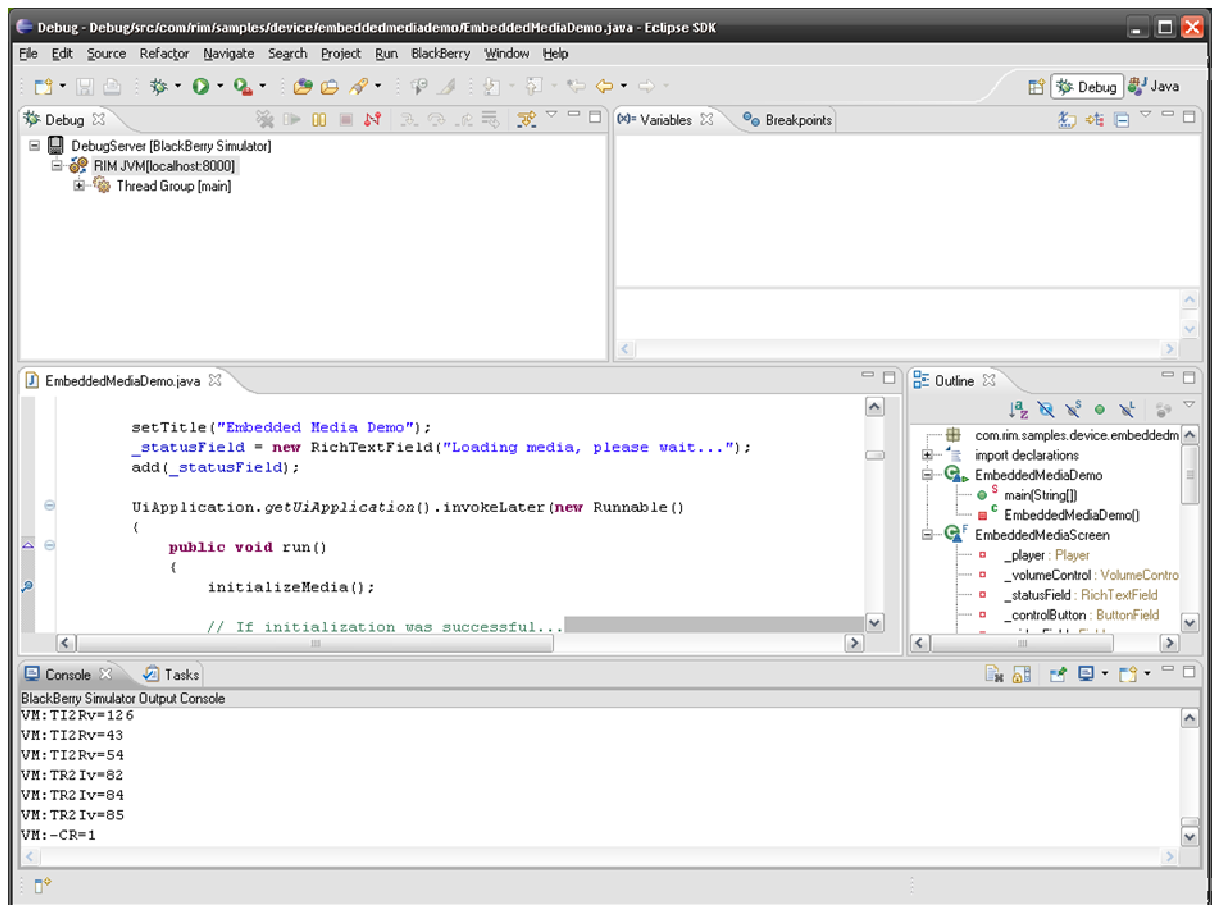 Debug - Debug/src/com/rim/samples/device/embeddedmediademo/EmbeddedMediaDemo.java - Eclipse SDK
File Edit Source Refactor Navigate Search Project Run BlackBerry Window Help
Debug Java
Debug
DebugServer [BlackBerry Simulator]
RIM JVM[localhost:8000]
Thread Group [main]
(x)= Variables Breakpoints
EmbeddedMediaDemo.java
setTitle("Embedded Media Demo");
_statusField = new RichTextField("Loading media, please wait...");
add(_statusField);
UiApplication.getUiApplication().invokeLater(new Runnable()
{
public void run()
{
initializeMedia();
// If initialization was successful...
Outline
com.rim.samples.device.embeddedm
import declarations
EmbeddedMediaDemo
main(String[])
EmbeddedMediaDemo()
EmbeddedMediaScreen
_player : Player
_volumeControl : VolumeContro
_statusField : RichTextField
_controlButton : ButtonField
Console Tasks
BlackBerry Simulator Output Console
VM:TI2Rv=126
VM:TI2Rv=43
VM:TI2Rv=54
VM:TR2Iv=82
VM:TR2Iv=84
VM:TR2Iv=85
VM:-CR=1